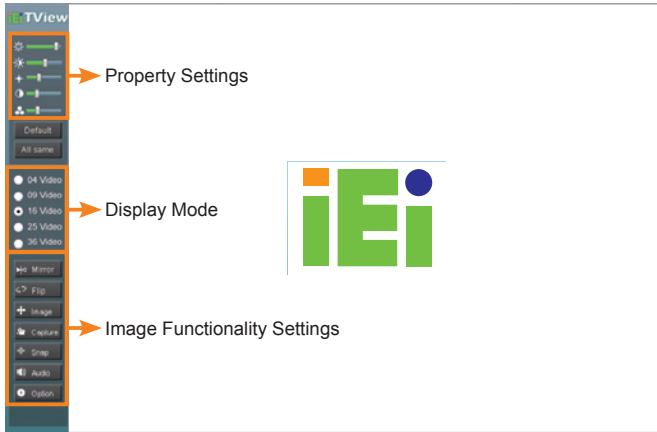 iEi TView
Property Settings
Default
All same
04 Video
09 Video
16 Video
25 Video
36 Video
Display Mode
iEi
Mirror
Flip
Image
Capture
Snap
Audio
Option
Image Functionality Settings